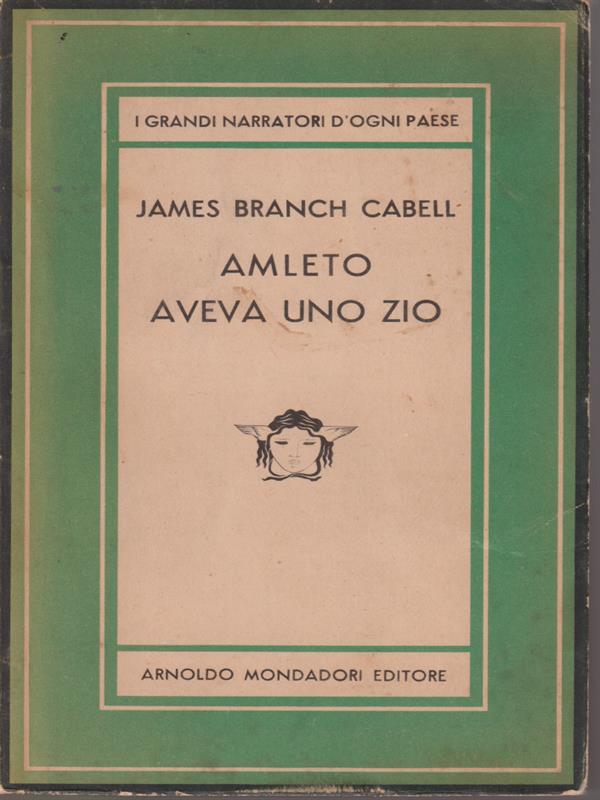 I GRANDI NARRATORI D'OGNI PAESE
JAMES BRANCH CABELL
AMLETO
AVEVA UNO ZIO
ARNOLDO MONDADORI EDITORE